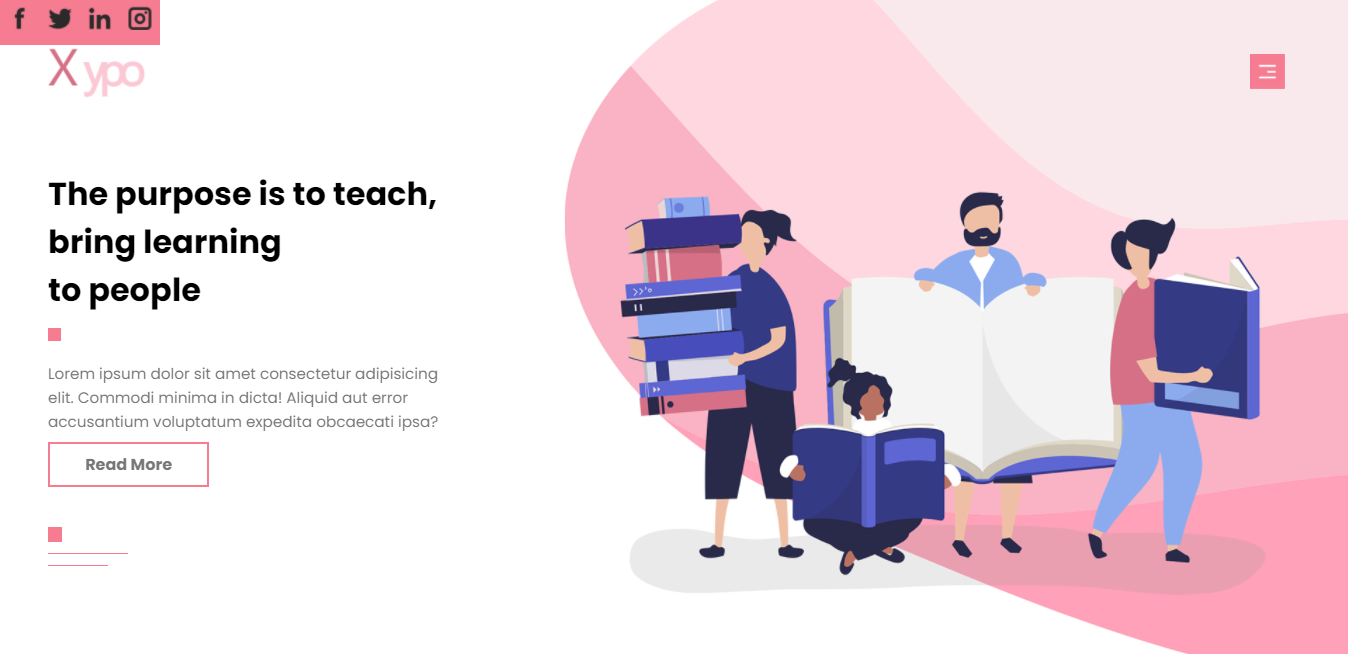 X ypo
The purpose is to teach,
bring learning
to people
Lorem ipsum dolor sit amet consectetur adipisicing
elit. Commodi minima in dicta! Aliquid aut error
accusantium voluptatum expedita obcaecati ipsa?
Read More